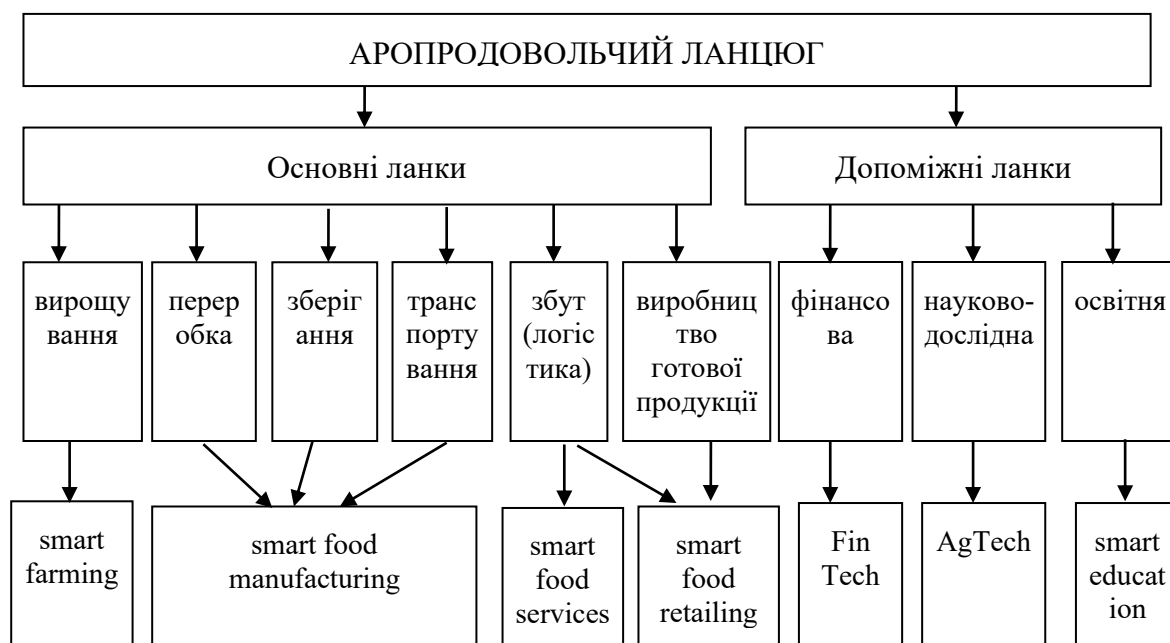 АРОПРОДОВОЛЬЧИЙ ЛАНЦЮГ
Основні ланки
Допоміжні ланки
вирощу
вання
перер
обка
зберіг
ання
транс
порту
вання
збут
(логіс
тика)
виробниц
тво
готової
продукції
фінансо
ва
науково-
дослідна
освітня
smart
farming
smart food
manufacturing
smart
food
services
smart
food
retailing
Fin
Tech
AgTech
smart
educat
ion